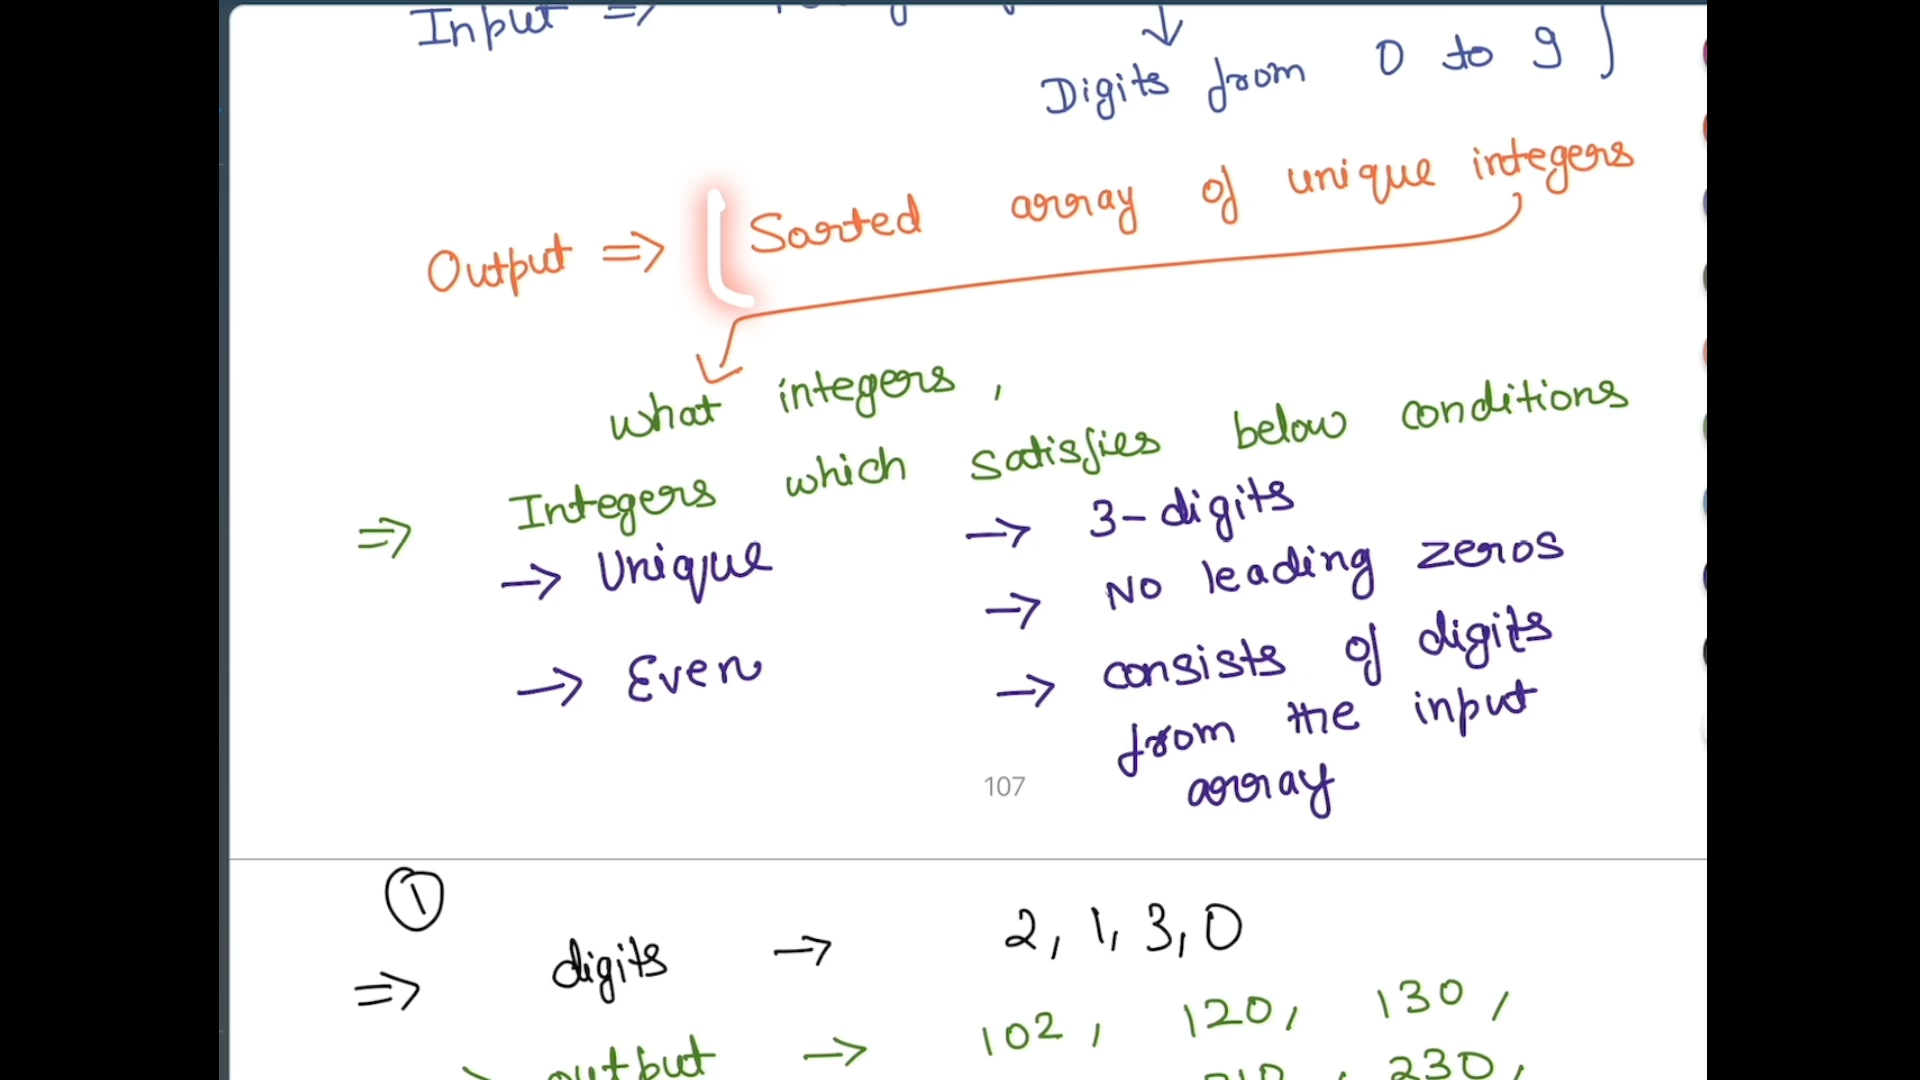 Input =>
Digits from 0 to 9 ]
Output => [ Sorted array of unique integers
what integers,
=> Integers which satisfies below conditions
-> Unique -> 3-digits
-> No leading zeros
-> Even -> consists of digits
from the input
array
107
①
=> digits -> 2, 1, 3, 0
output -> 102, 120, 130,
210, 230,